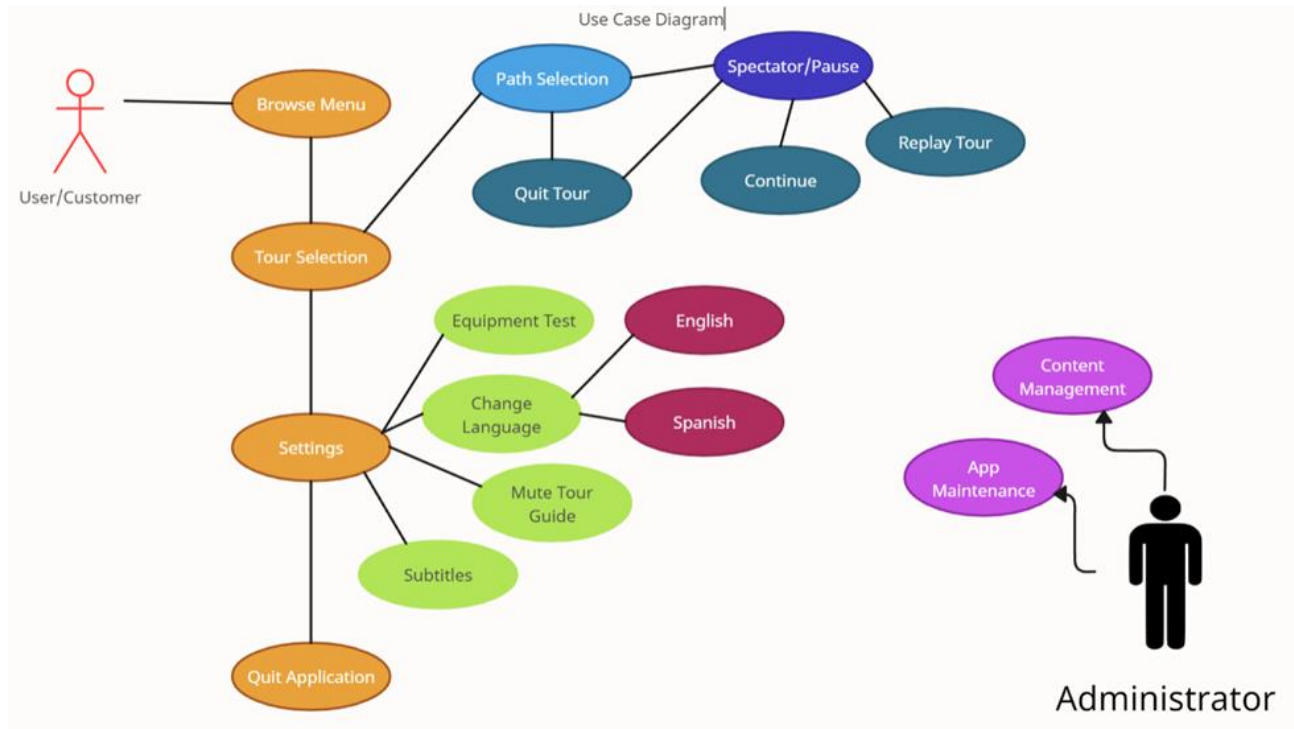 Use Case Diagram
User/Customer
Browse Menu
Path Selection
Spectator/Pause
Quit Tour
Continue
Replay Tour
Tour Selection
Equipment Test
English
Change
Language
Spanish
Settings
Mute Tour
Guide
Subtitles
Quit Application
Content
Management
App
Maintenance
Administrator